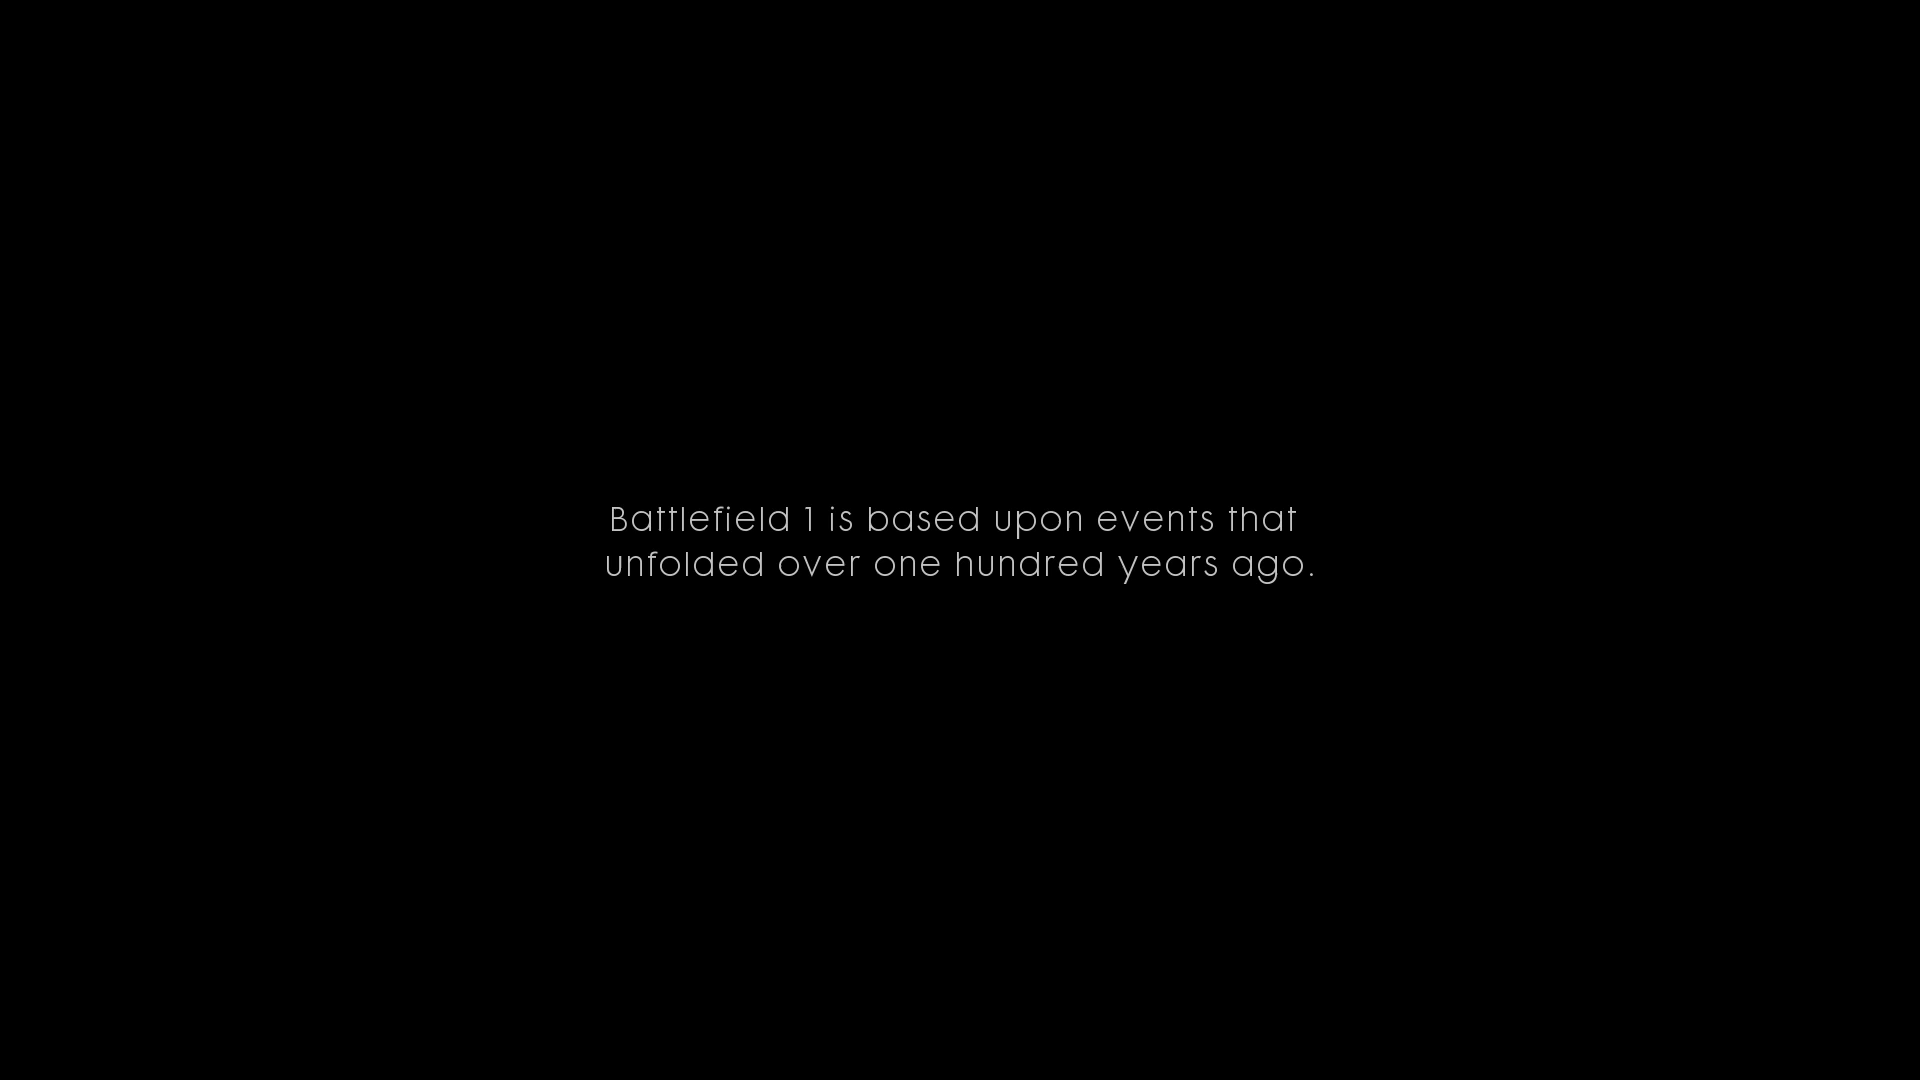 Battlefield 1 is based upon events that
unfolded over one hundred years ago.